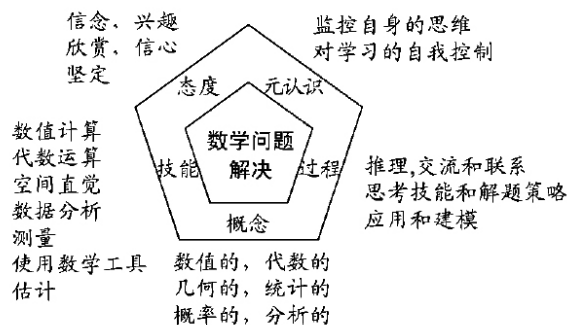 信念、兴趣
欣赏、信心
坚定
监控自身的思维
对学习的自我控制
态度
元认识
数学问题
解决
技能
过程
概念
数值计算
代数运算
空间直觉
数据分析
测量
使用数学工具
估计
推理,交流和联系
思考技能和解题策略
应用和建模
数值的，代数的
几何的，统计的
概率的，分析的